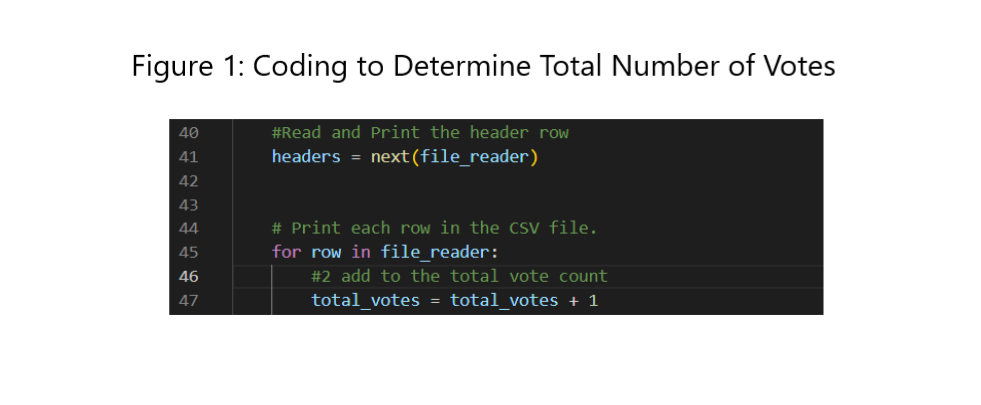 Figure 1: Coding to Determine Total Number of Votes
40 #Read and Print the header row
41 headers = next(file_reader)
42
43
44 # Print each row in the CSV file.
45 for row in file_reader:
46 #2 add to the total vote count
47 total_votes = total_votes + 1